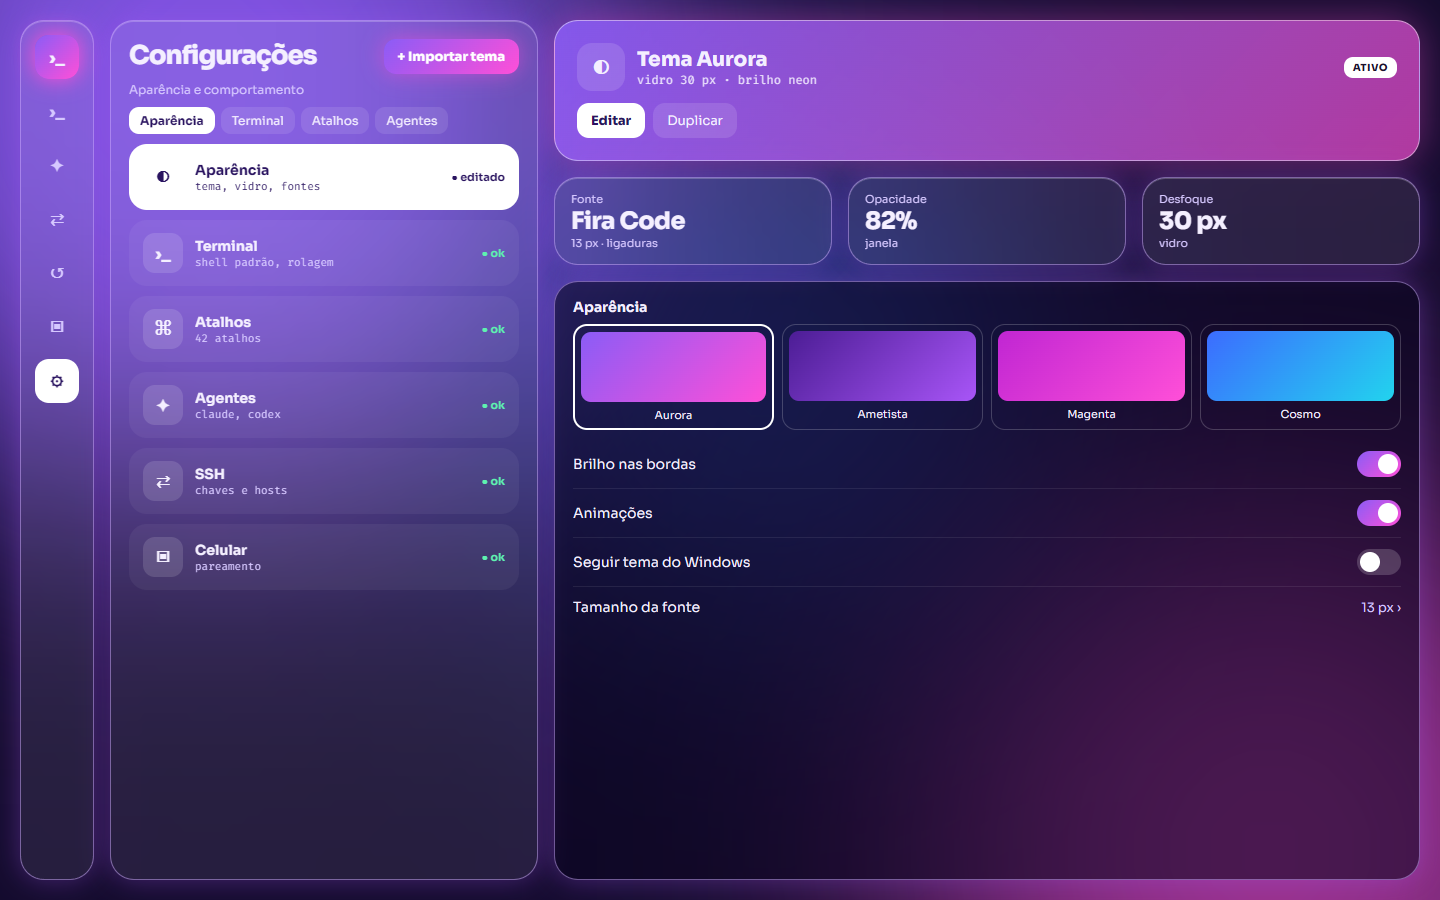 ›_
›_
Configurações
+ Importar tema
Aparência e comportamento
Aparência
Terminal
Atalhos
Agentes
Aparência
tema, vidro, fontes
• editado
›_
Terminal
shell padrão, rolagem
• ok
⌘
Atalhos
42 atalhos
• ok
Agentes
claude, codex
• ok
SSH
chaves e hosts
• ok
Celular
pareamento
• ok
Tema Aurora
vidro 30 px · brilho neon
ATIVO
Editar
Duplicar
Fonte
Fira Code
13 px · ligaduras
Opacidade
82%
janela
Desfoque
30 px
vidro
Aparência
Aurora
Ametista
Magenta
Cosmo
Brilho nas bordas
Animações
Seguir tema do Windows
Tamanho da fonte
13 px ›